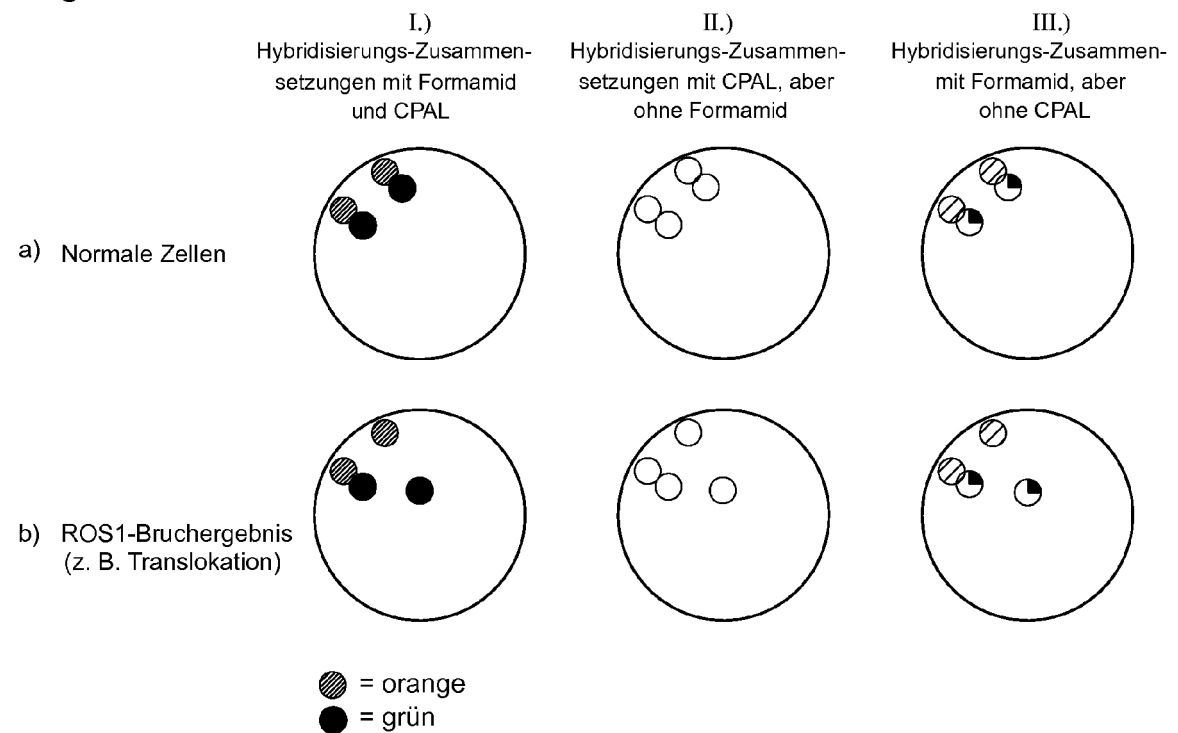 I.)
Hybridisierungs-Zusammen-
setzungen mit Formamid
und CPAL
II.)
Hybridisierungs-Zusammen-
setzungen mit CPAL, aber
ohne Formamid
III.)
Hybridisierungs-Zusammen-
mit Formamid, aber
ohne CPAL
a) Normale Zellen
b) ROS1-Bruchergebnis
(z. B. Translokation)
= orange
= grün